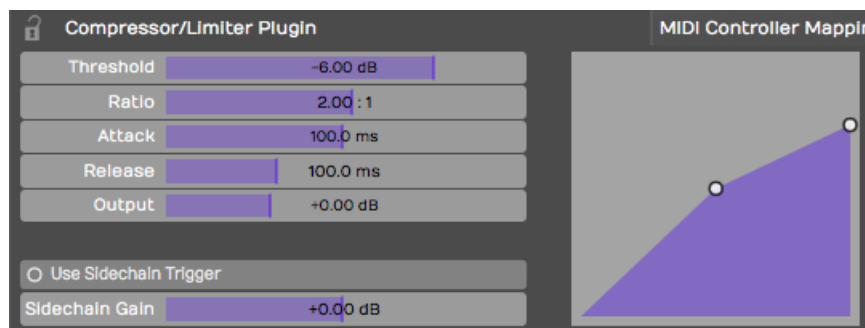 Compressor/Limiter Plugin
MIDI Controller
Threshold -6.00 dB
Ratio 2.00 : 1
Attack 100.0 ms
Release 100.0 ms
Output +0.00 dB
Use Sidechain Trigger
Sidechain Gain +0.00 dB